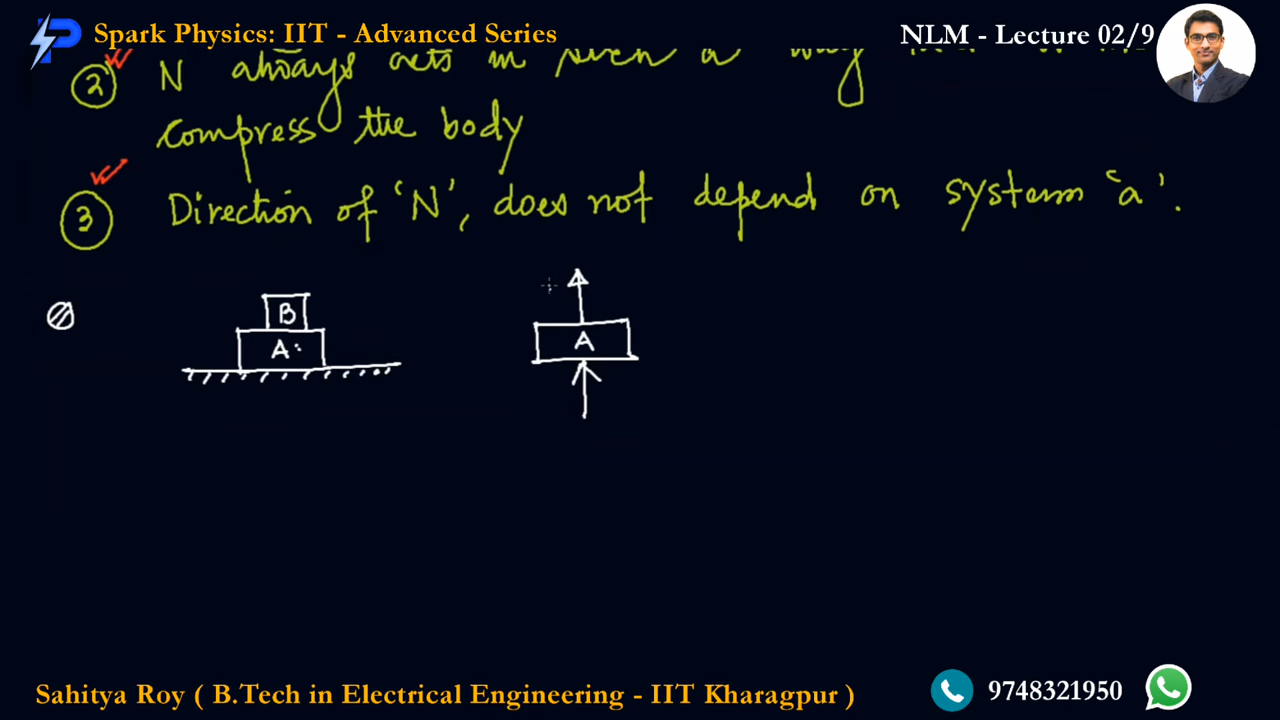 Spark Physics: IIT - Advanced Series
NLM - Lecture 02/9
② N always acts in such a way
compress the body
③ Direction of 'N', does not depend on system 'a'.
B
A
A
Sahitya Roy ( B.Tech in Electrical Engineering - IIT Kharagpur )
9748321950